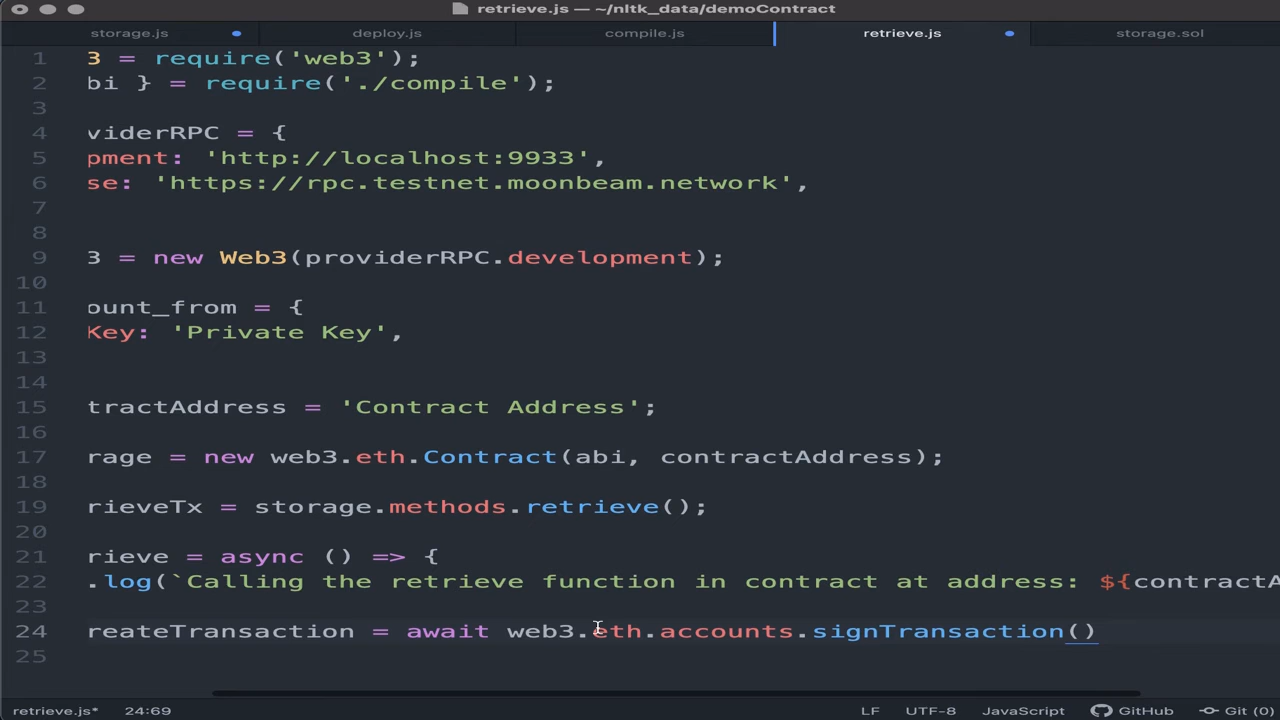 retrieve.js — ~/nltk_data/demoContract
storage.js deploy.js compile.js retrieve.js storage.sol
1 3 = require('web3');
2 bi } = require('./compile');
3
4 viderRPC = {
5 pment: 'http://localhost:9933',
6 se: 'https://rpc.testnet.moonbeam.network',
7
8
9 3 = new Web3(providerRPC.development);
10
11 ount_from = {
12 Key: 'Private Key',
13
14
15 tractAddress = 'Contract Address';
16
17 rage = new web3.eth.Contract(abi, contractAddress);
18
19 rieveTx = storage.methods.retrieve();
20
21 rieve = async () => {
22 .log(`Calling the retrieve function in contract at address: ${contractA
23
24 reateTransaction = await web3.eth.accounts.signTransaction()
25
retrieve.js* 24:69 LF UTF-8 JavaScript GitHub Git (0)